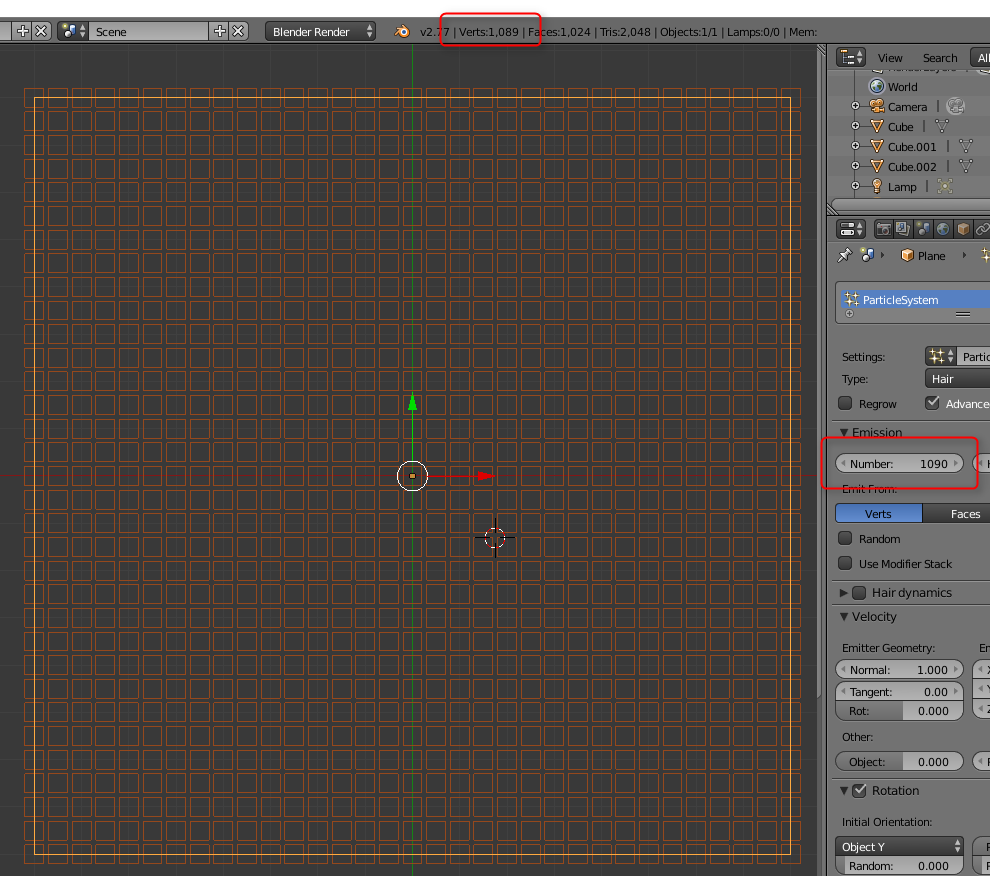 Scene
Blender Render
v2.77 | Verts:1,089 | Faces:1,024 | Tris:2,048 | Objects:1/1 | Lamps:0/0 | Mem:
View Search All
World
Camera
Cube
Cube.001
Cube.002
Lamp
Plane
ParticleSystem
Settings: Partic
Type: Hair
Regrow Advance
Emission
Number: 1090 H
Emit From:
Verts Faces
Random
Use Modifier Stack
Hair dynamics
Velocity
Emitter Geometry: En
Normal: 1.000
Tangent: 0.00
Rot: 0.000
Other:
Object: 0.000
Rotation
Initial Orientation:
Object Y
Random: 0.000